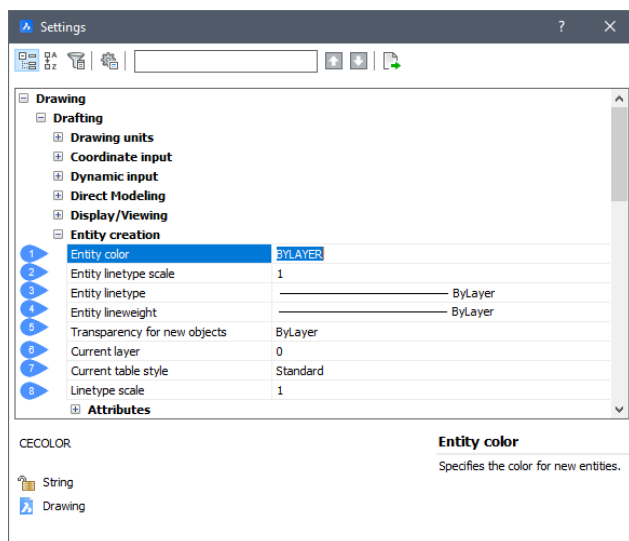 Settings ? ×
Drawing
Drafting
Drawing units
Coordinate input
Dynamic input
Direct Modeling
Display/Viewing
Entity creation
1 Entity color BYLAYER
2 Entity linetype scale 1
3 Entity linetype ByLayer
4 Entity lineweight ByLayer
5 Transparency for new objects ByLayer
6 Current layer 0
7 Current table style Standard
8 Linetype scale 1
Attributes
CECOLOR
Entity color
Specifies the color for new entities.
String
Drawing